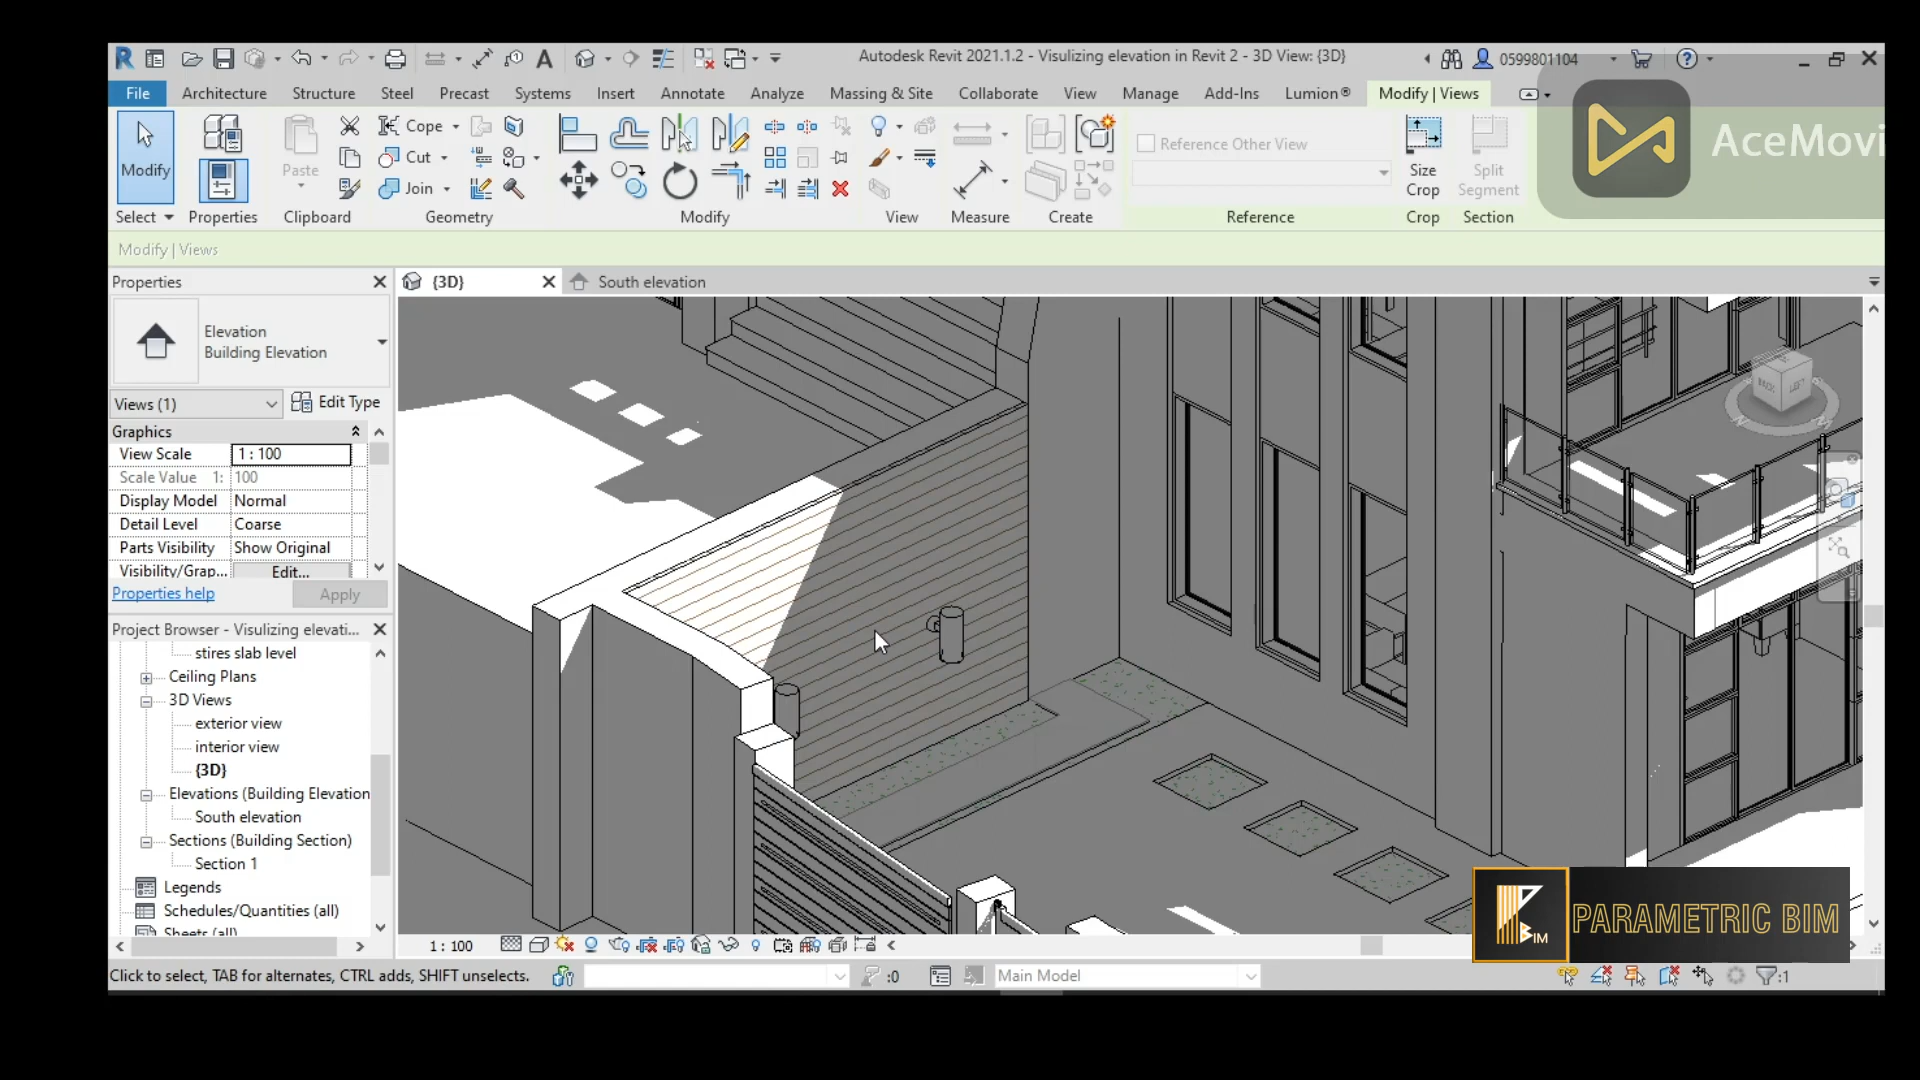 Autodesk Revit 2021.1.2 - Visulizing elevation in Revit 2 - 3D View: {3D}
0599801104
File Architecture Structure Steel Precast Systems Insert Annotate Analyze Massing & Site Collaborate View Manage Add-Ins Lumion® Modify | Views
AceMovi
Modify
Paste
Cope
Cut
Join
Reference Other View
Size Crop
Split Segment
Select Properties Clipboard Geometry Modify View Measure Create Reference Crop Section
Modify | Views
Properties
{3D}
South elevation
Elevation
Building Elevation
Views (1)
Edit Type
Graphics
View Scale 1 : 100
Scale Value 1: 100
Display Model Normal
Detail Level Coarse
Parts Visibility Show Original
Visibility/Grap... Edit...
Properties help
Apply
Project Browser - Visulizing elevati...
stires slab level
Ceiling Plans
3D Views
exterior view
interior view
{3D}
Elevations (Building Elevation
South elevation
Sections (Building Section)
Section 1
Legends
Schedules/Quantities (all)
Sheets (all)
BACK
LEFT
1 : 100
BIM
PARAMETRIC BIM
Click to select, TAB for alternates, CTRL adds, SHIFT unselects.
:0
Main Model
:1